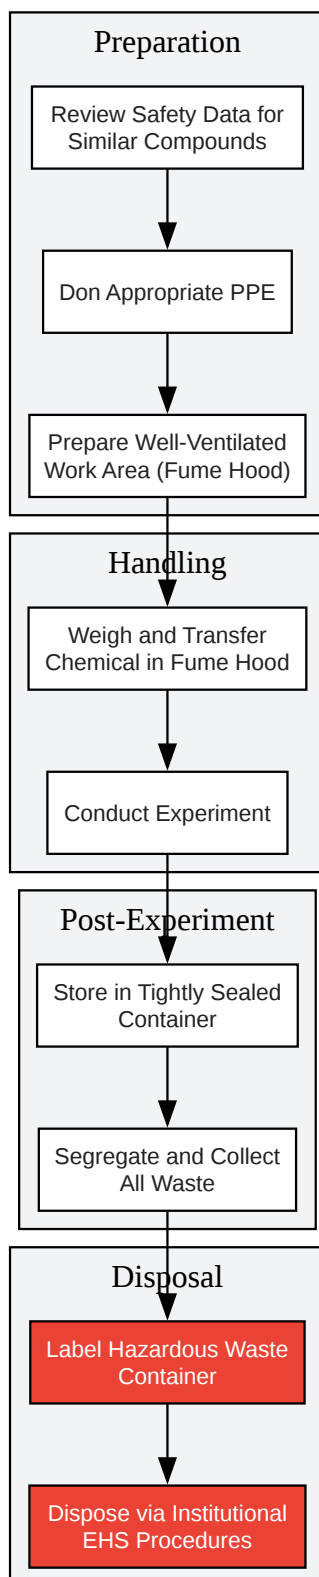 Preparation
Review Safety Data for
Similar Compounds
Don Appropriate PPE
Prepare Well-Ventilated
Work Area (Fume Hood)
Handling
Weigh and Transfer
Chemical in Fume Hood
Conduct Experiment
Post-Experiment
Store in Tightly Sealed
Container
Segregate and Collect
All Waste
Disposal
Label Hazardous Waste
Container
Dispose via Institutional
EHS Procedures